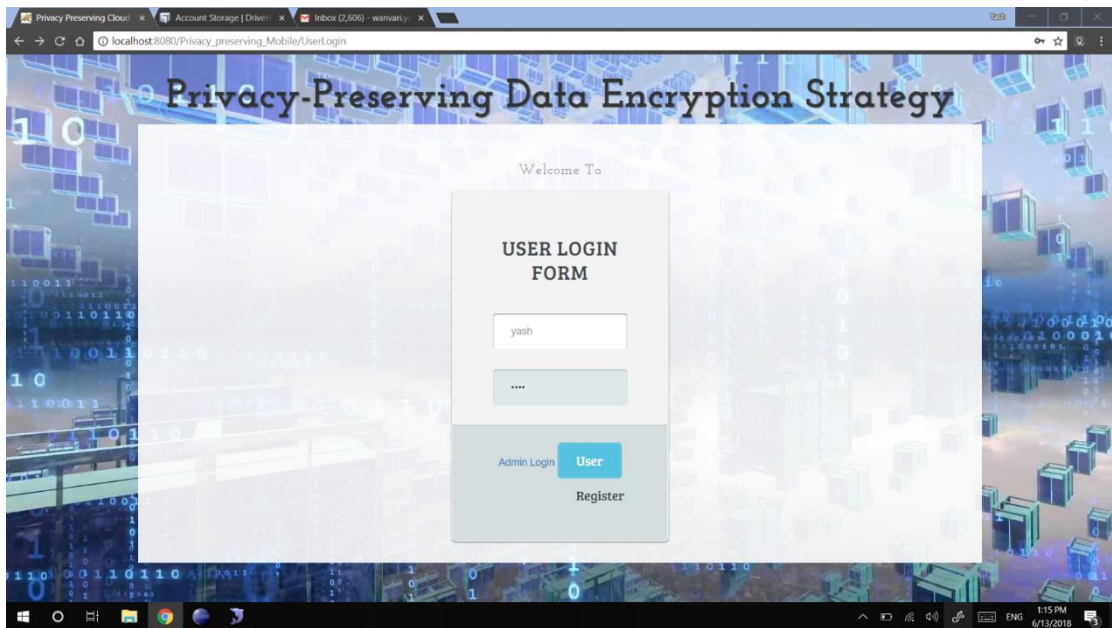 Privacy Preserving Cloud
Account Storage | DriveH
Inbox (2,606) - wanvari.y
Yash
localhost:8080/Privacy_preserving_Mobile/UserLogin
Privacy-Preserving Data Encryption Strategy
Welcome To
USER LOGIN
FORM
yash
••••
Admin Login User
Register
ENG
1:15 PM
6/13/2018